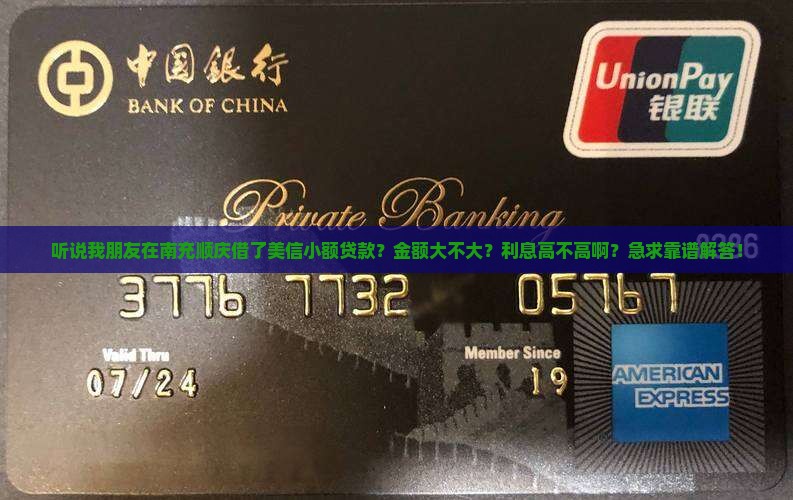 中国銀行
BANK OF CHINA
UnionPay
银联
Private Banking
听说我朋友在南充顺庆借了美信小额贷款？金额大不大？利息高不高啊？急求靠谱解答！
3776 7732 05767
Valid Thru
07/24
Member Since
19
AMERICAN
EXPRESS